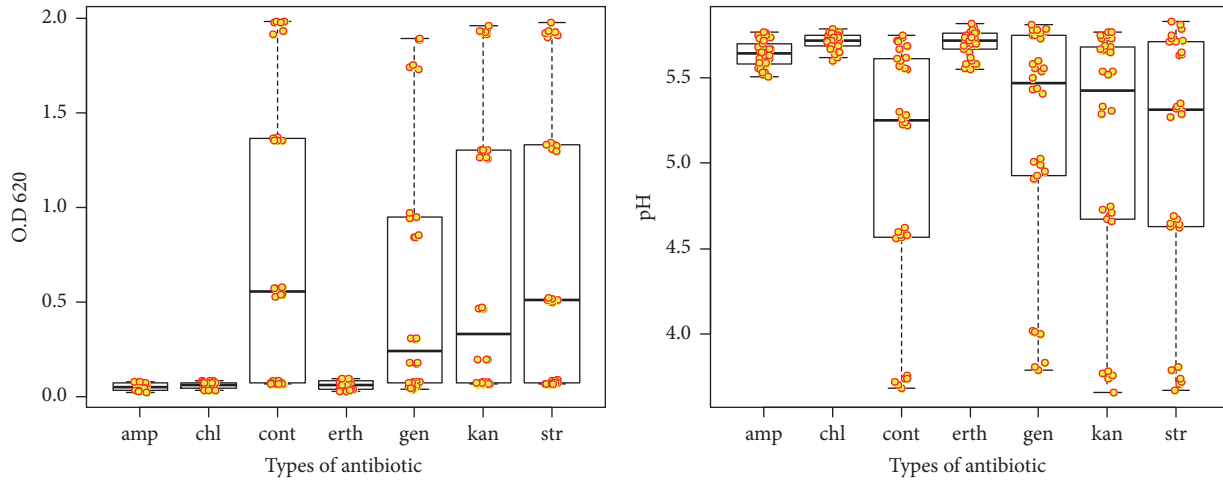 O.D 620
2.0
1.5
1.0
0.5
0.0
amp chl cont erth gen kan str
Types of antibiotic
pH
5.5
5.0
4.5
4.0
amp chl cont erth gen kan str
Types of antibiotic